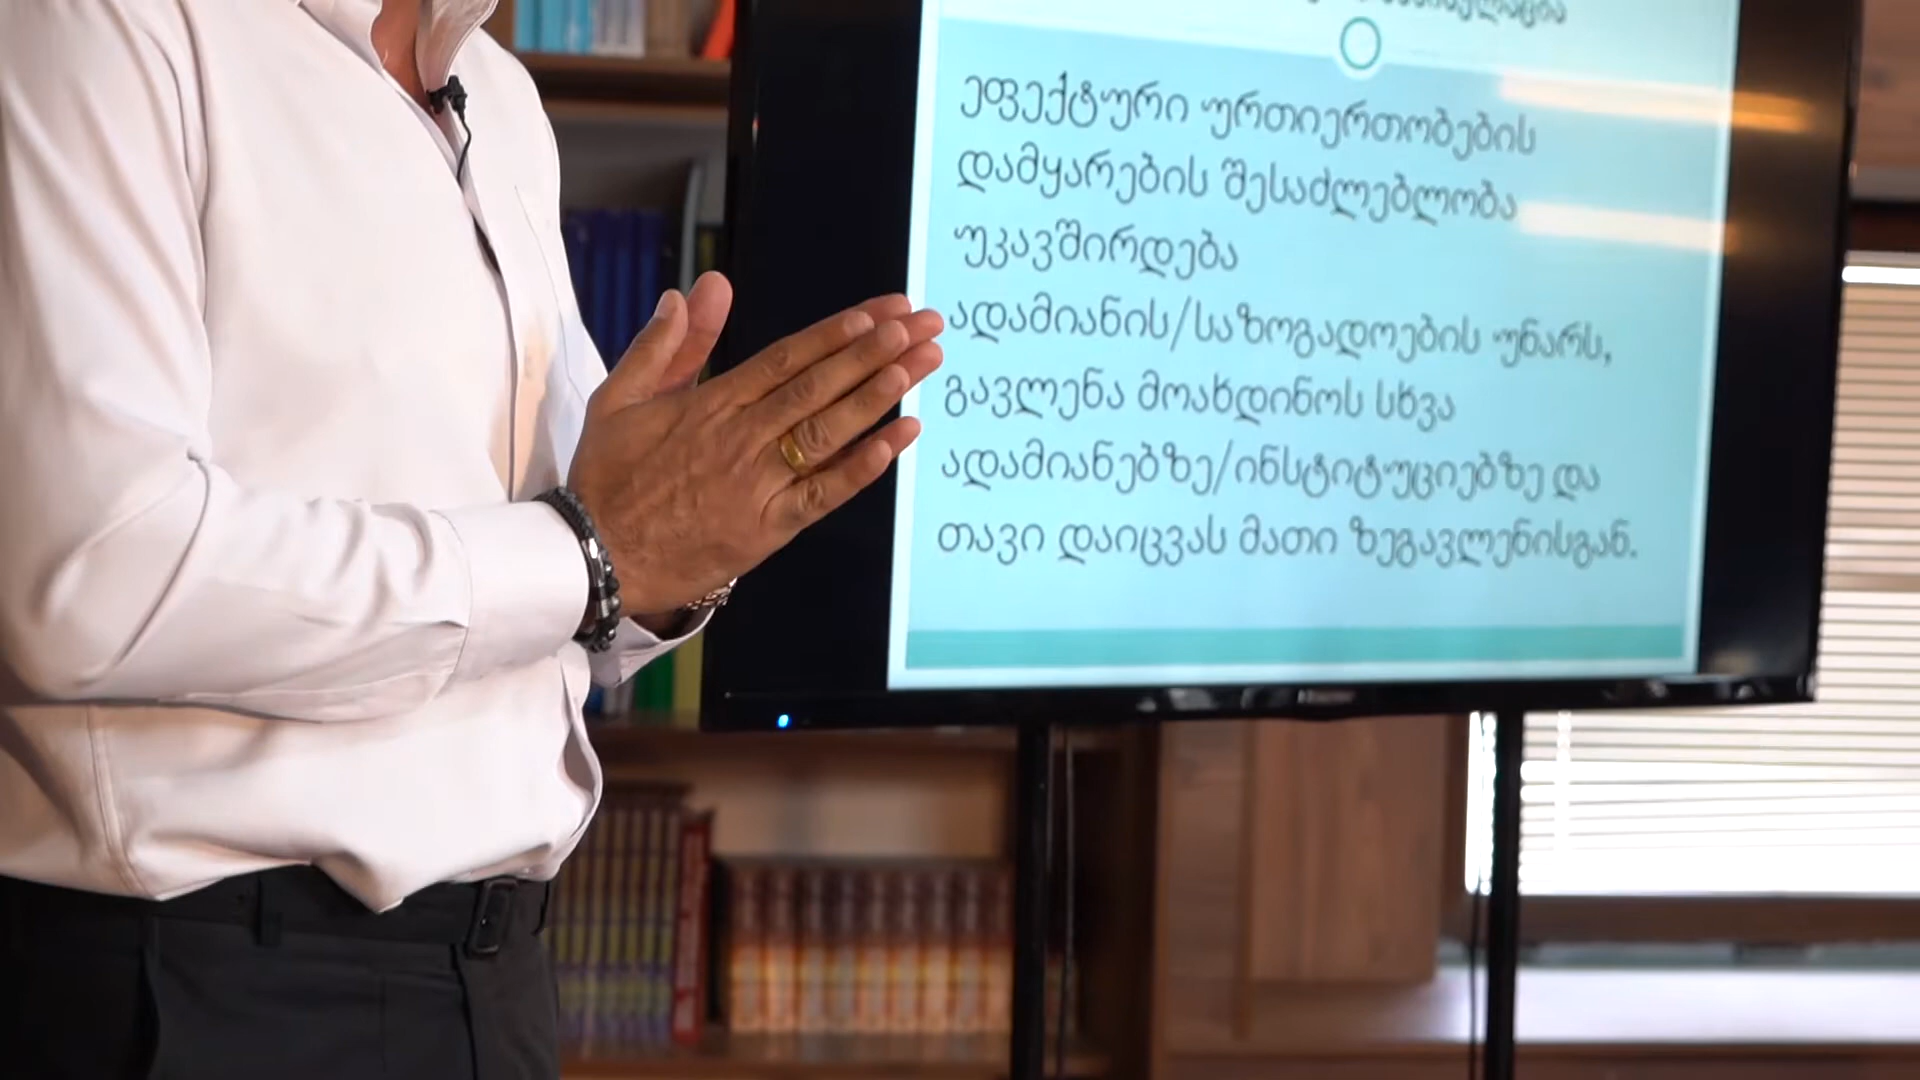 ეფექტური ურთიერთობების
დამყარების შესაძლებლობა
უკავშირდება
ადამიანის/საზოგადოების უნარს,
გავლენა მოახდინოს სხვა
ადამიანებზე/ინსტიტუციებზე და
თავი დაიცვას მათი ზეგავლენისგან.